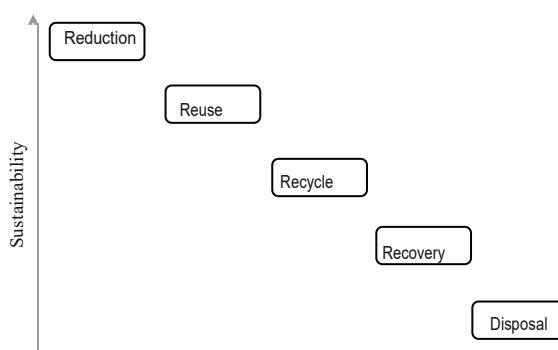 Reduction
Reuse
Sustainability
Recycle
Recovery
Disposal